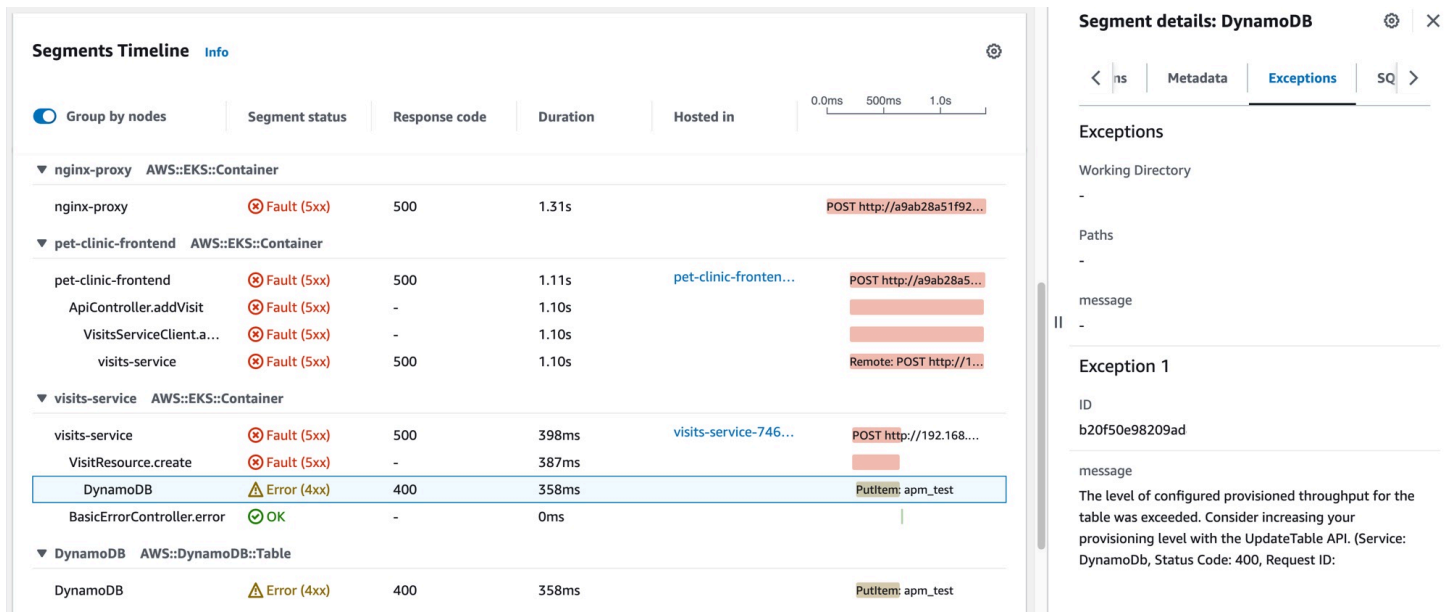 Segments Timeline Info
Group by nodes Segment status Response code Duration Hosted in 0.0ms 500ms 1.0s
nginx-proxy AWS::EKS::Container
nginx-proxy Fault (5xx) 500 1.31s POST http://a9ab28a51f92...
pet-clinic-frontend AWS::EKS::Container
pet-clinic-frontend Fault (5xx) 500 1.11s pet-clinic-fronten... POST http://a9ab28a5...
ApiController.addVisit Fault (5xx) - 1.10s
VisitsServiceClient.a... Fault (5xx) - 1.10s
visits-service Fault (5xx) 500 1.10s Remote: POST http://1...
visits-service AWS::EKS::Container
visits-service Fault (5xx) 500 398ms visits-service-746... POST http://192.168....
VisitResource.create Fault (5xx) - 387ms
DynamoDB Error (4xx) 400 358ms PutItem: apm_test
BasicErrorController.error OK - 0ms
DynamoDB AWS::DynamoDB::Table
DynamoDB Error (4xx) 400 358ms PutItem: apm_test
Segment details: DynamoDB
ns Metadata Exceptions SQ
Exceptions
Working Directory
-
Paths
-
message
-
Exception 1
ID
b20f50e98209ad
message
The level of configured provisioned throughput for the
table was exceeded. Consider increasing your
provisioning level with the UpdateTable API. (Service:
DynamoDb, Status Code: 400, Request ID: